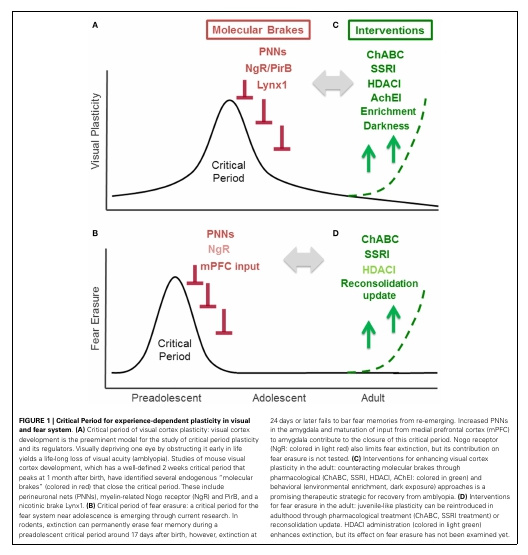 A
Molecular Brakes
PNNs
NgR/PirB
Lynx1
C
Interventions
ChABC
SSRI
HDACI
AchEI
Enrichment
Darkness
Visual Plasticity
Critical
Period
B
PNNs
NgR
mPFC input
D
ChABC
SSRI
HDACI
Reconsolidation
update
Fear Erasure
Critical
Period
Preadolescent
Adolescent
Adult
FIGURE 1 | Critical Period for experience-dependent plasticity in visual
and fear system. (A) Critical period of visual cortex plasticity: visual cortex
development is the preeminent model for the study of critical period plasticity
and its regulators. Visually depriving one eye by obstructing it early in life
yields a life-long loss of visual acuity (amblyopia). Studies of mouse visual
cortex development, which has a well-defined 2 weeks critical period that
peaks at 1 month after birth, have identified several endogenous "molecular
brakes" (colored in red) that close the critical period. These include
perineuronal nets (PNNs), myelin-related Nogo receptor (NgR) and PirB, and a
nicotinic brake Lynx1. (B) Critical period of fear erasure: a critical period for the
fear system near adolescence is emerging through current research. In
rodents, extinction can permanently erase fear memory during a
preadolescent critical period around 17 days after birth, however, extinction at
24 days or later fails to bar fear memories from re-emerging. Increased PNNs
in the amygdala and maturation of input from medial prefrontal cortex (mPFC)
to amygdala contribute to the closure of this critical period. Nogo receptor
(NgR: colored in light red) also limits fear extinction, but its contribution on
fear erasure is not tested. (C) Interventions for enhancing visual cortex
plasticity in the adult: counteracting molecular brakes through
pharmacological (ChABC, SSRI, HDACI, AChEI: colored in green) and
behavioral (environmental enrichment, dark exposure) approaches is a
promising therapeutic strategy for recovery from amblyopia. (D) Interventions
for fear erasure in the adult: juvenile-like plasticity can be reintroduced in
adulthood through pharmacological treatment (ChABC, SSRI treatment) or
reconsolidation update. HDACI administration (colored in light green)
enhances extinction, but its effect on fear erasure has not been examined yet.